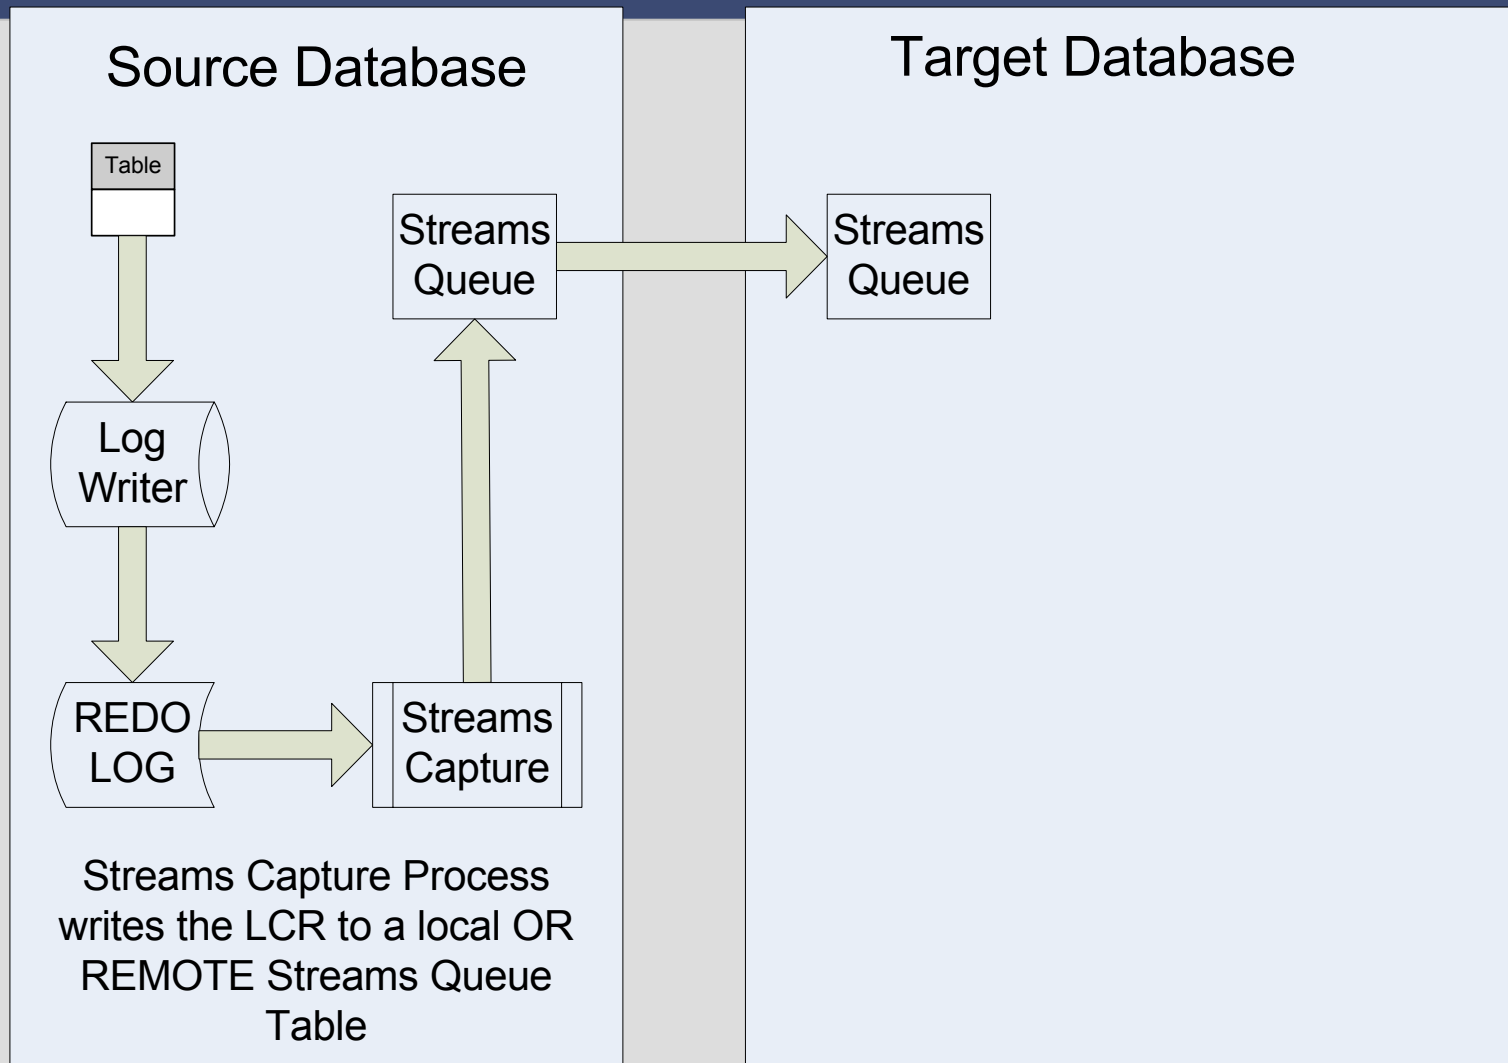 Source Database
Target Database
Table
Streams
Queue
Streams
Queue
Log
Writer
REDO
LOG
Streams
Capture
Streams Capture Process
writes the LCR to a local OR
REMOTE Streams Queue
Table